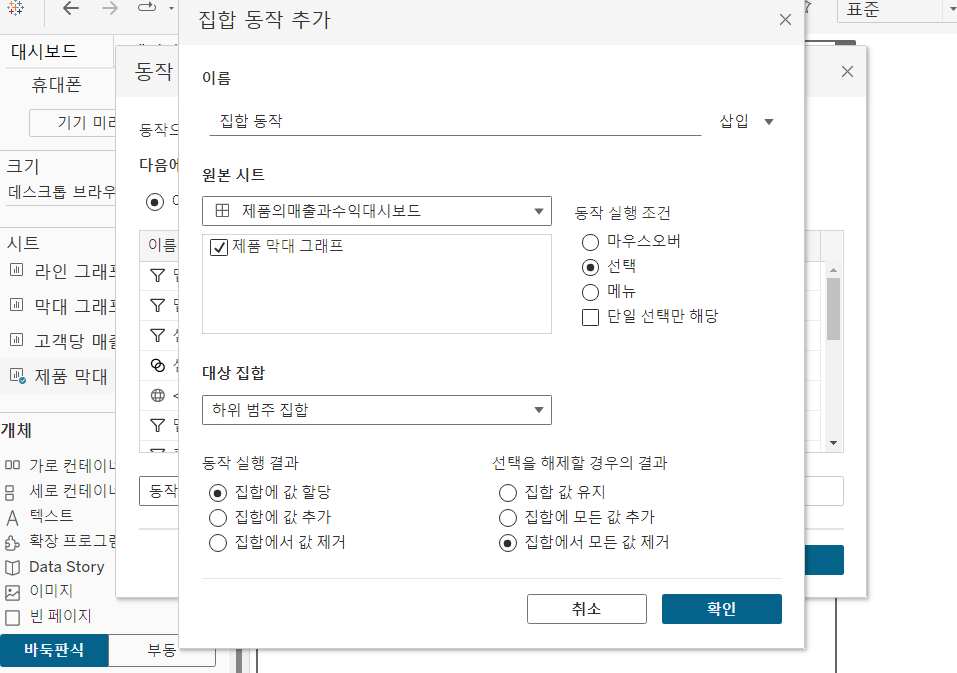 집합 동작 추가
표준
대시보드
동작
휴대폰
이름
기기 미
집합 동작
삽입
크기
다음에
원본 시트
데스크톱 브라우
제품의매출과수익대시보드
동작 실행 조건
제품 막대 그래프
마우스오버
시트
이름
선택
라인 그래프
메뉴
막대 그래프
단일 선택만 해당
고객당 매출
제품 막대
대상 집합
하위 범주 집합
개체
동작 실행 결과
선택을 해제할 경우의 결과
가로 컨테이너
집합에 값 할당
집합 값 유지
세로 컨테이너
동작
텍스트
집합에 값 추가
집합에 모든 값 추가
확장 프로그램
집합에서 값 제거
집합에서 모든 값 제거
Data Story
이미지
빈 페이지
취소
확인
바둑판식
부동